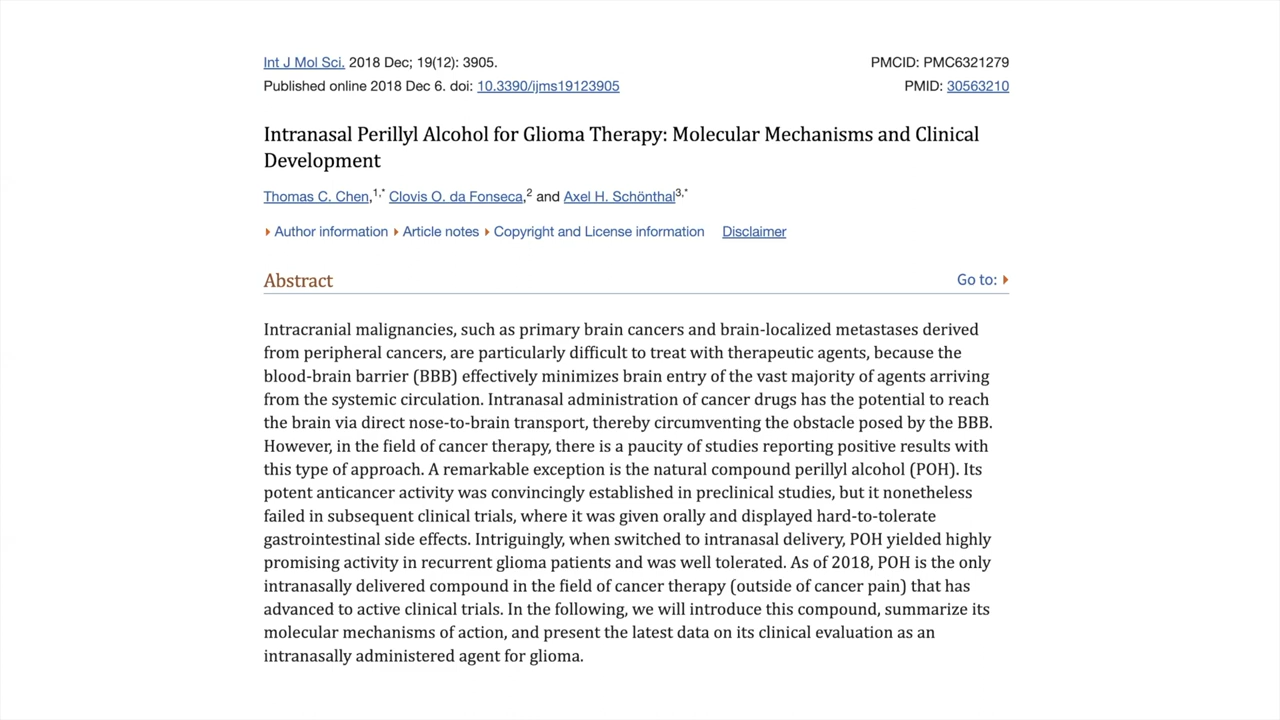 Int J Mol Sci. 2018 Dec; 19(12): 3905. PMCID: PMC6321279
Published online 2018 Dec 6. doi: 10.3390/ijms19123905 PMID: 30563210
Intranasal Perillyl Alcohol for Glioma Therapy: Molecular Mechanisms and Clinical
Development
Thomas C. Chen,1,* Clovis O. da Fonseca,2 and Axel H. Schönthal3,*
Author information Article notes Copyright and License information Disclaimer
Abstract Go to:
Intracranial malignancies, such as primary brain cancers and brain-localized metastases derived
from peripheral cancers, are particularly difficult to treat with therapeutic agents, because the
blood-brain barrier (BBB) effectively minimizes brain entry of the vast majority of agents arriving
from the systemic circulation. Intranasal administration of cancer drugs has the potential to reach
the brain via direct nose-to-brain transport, thereby circumventing the obstacle posed by the BBB.
However, in the field of cancer therapy, there is a paucity of studies reporting positive results with
this type of approach. A remarkable exception is the natural compound perillyl alcohol (POH). Its
potent anticancer activity was convincingly established in preclinical studies, but it nonetheless
failed in subsequent clinical trials, where it was given orally and displayed hard-to-tolerate
gastrointestinal side effects. Intriguingly, when switched to intranasal delivery, POH yielded highly
promising activity in recurrent glioma patients and was well tolerated. As of 2018, POH is the only
intranasally delivered compound in the field of cancer therapy (outside of cancer pain) that has
advanced to active clinical trials. In the following, we will introduce this compound, summarize its
molecular mechanisms of action, and present the latest data on its clinical evaluation as an
intranasally administered agent for glioma.